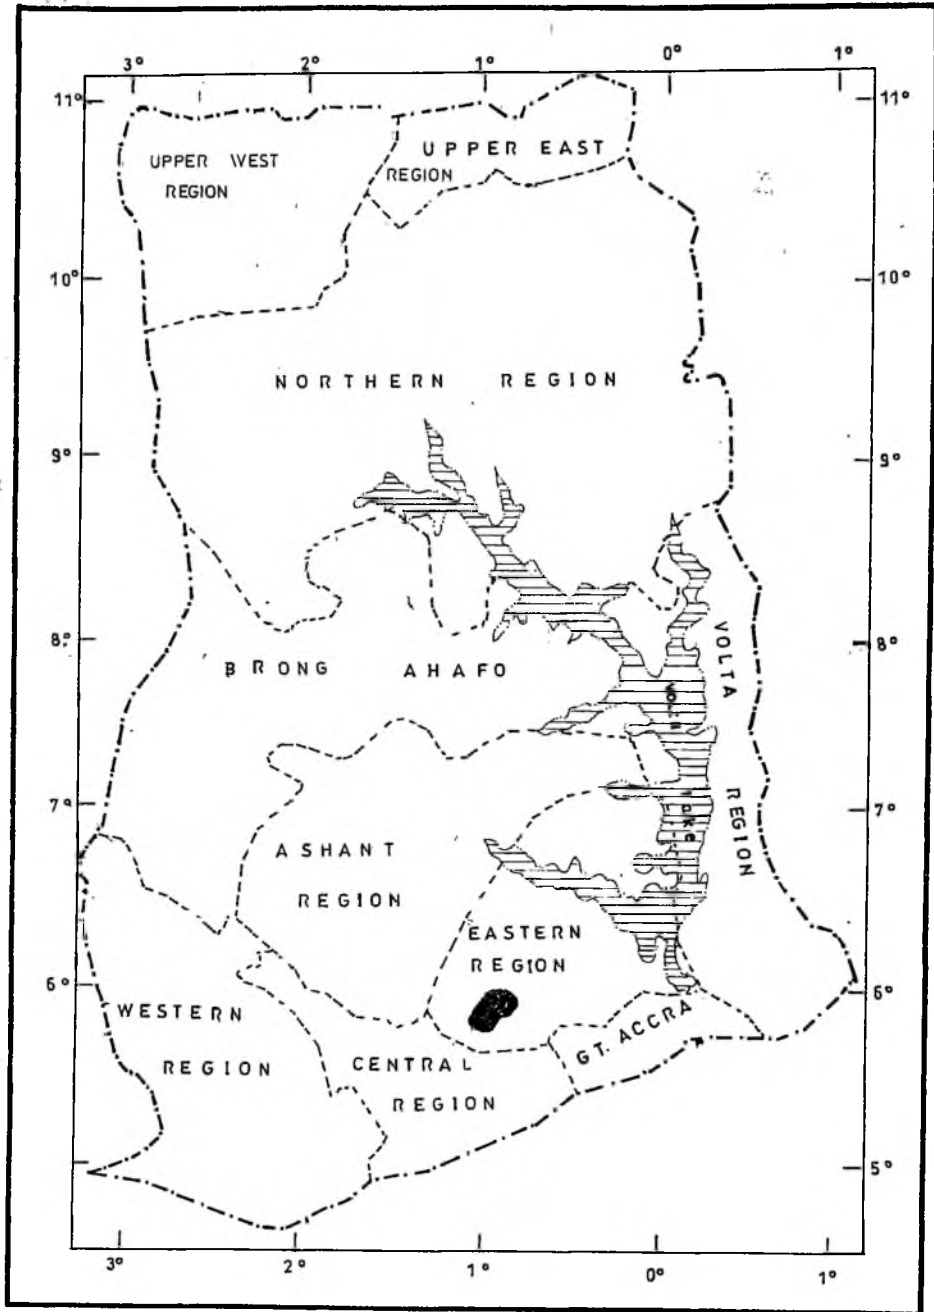 3° 2° 1° 0° 1°
11° 11°
UPPER WEST
REGION
UPPER EAST
REGION
10° 10°
NORTHERN REGION
9° 9°
8° 8°
BRONG AHAFO
VOLTA
REGION
7° 7°
ASHANT
REGION
EASTERN
REGION
6° 6°
WESTERN
REGION
CENTRAL
REGION
GT. ACCRA
5°
3° 2° 1° 0° 1°